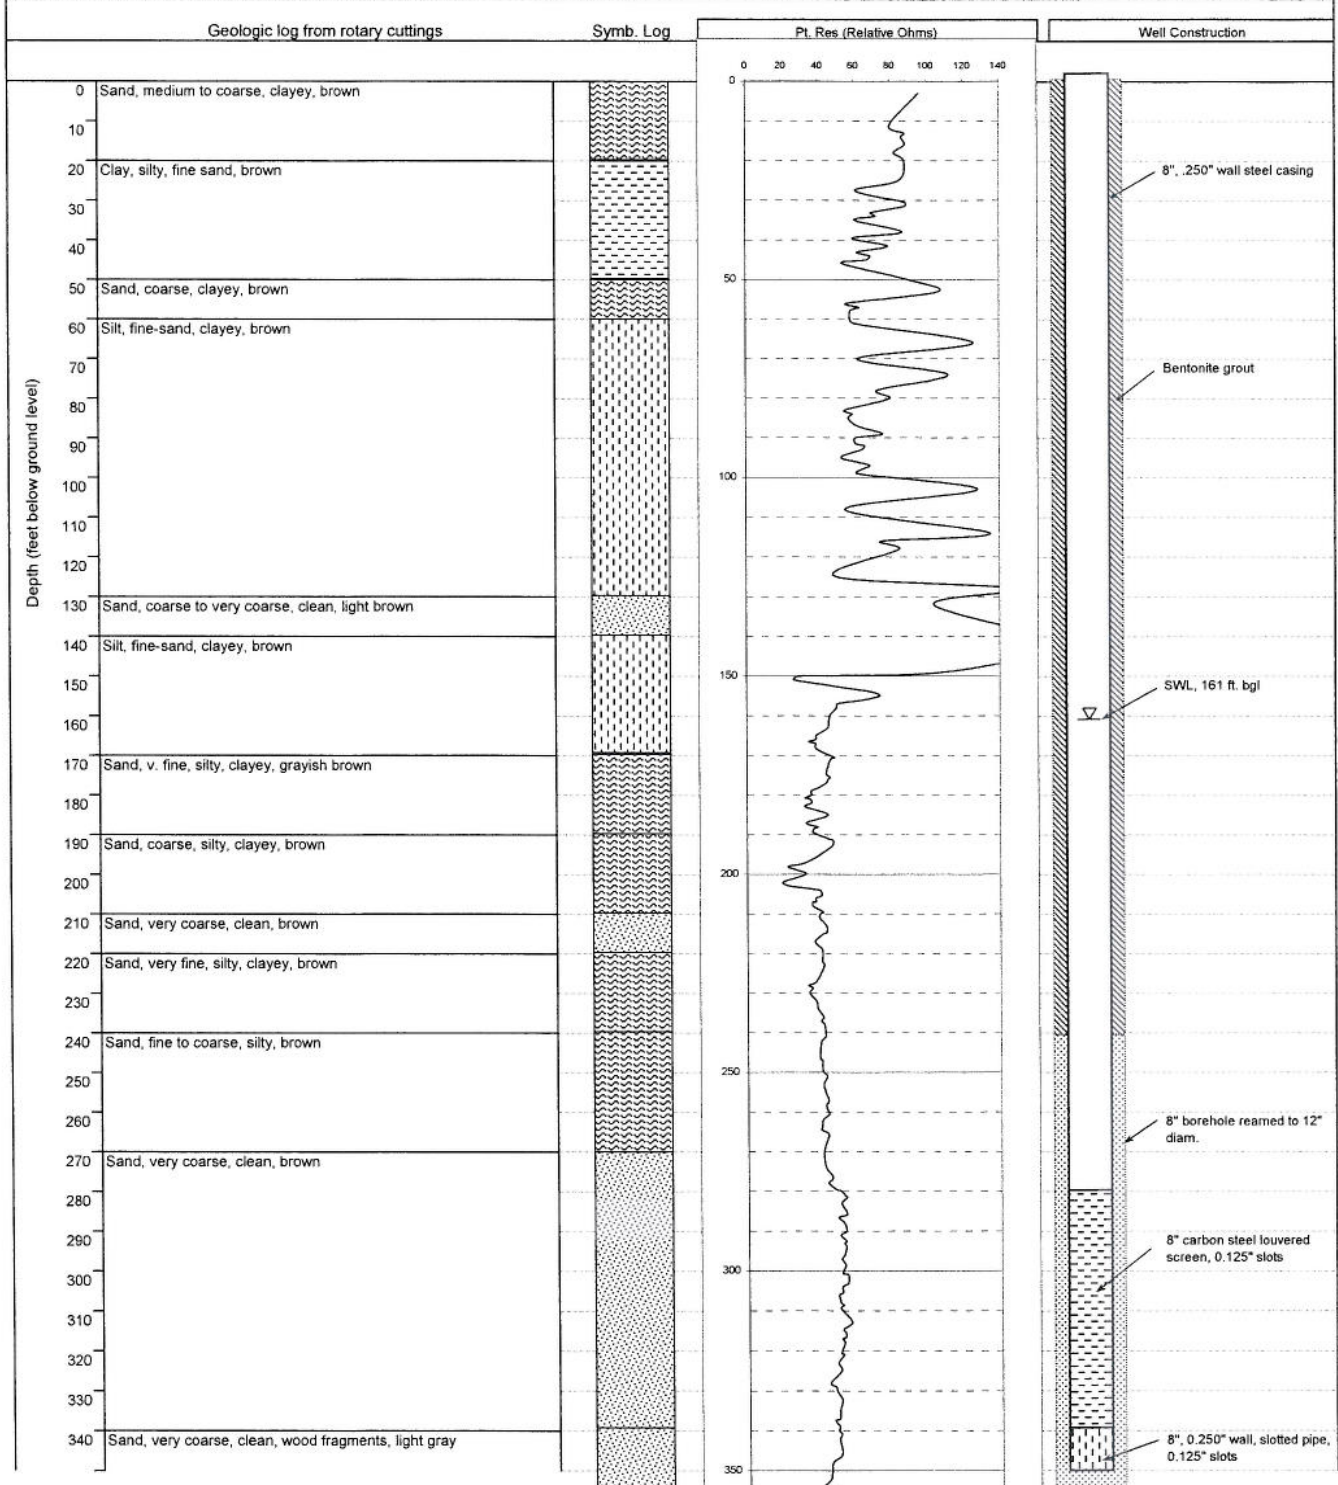 Geologic log from rotary cuttings
Symb. Log
Pt. Res (Relative Ohms)
Well Construction
0 20 40 60 80 100 120 140
0
50
100
150
200
250
300
350
Depth (feet below ground level)
0 Sand, medium to coarse, clayey, brown
10
20 Clay, silty, fine sand, brown
30
40
50 Sand, coarse, clayey, brown
60 Silt, fine-sand, clayey, brown
70
80
90
100
110
120
130 Sand, coarse to very coarse, clean, light brown
140 Silt, fine-sand, clayey, brown
150
160
170 Sand, v. fine, silty, clayey, grayish brown
180
190 Sand, coarse, silty, clayey, brown
200
210 Sand, very coarse, clean, brown
220 Sand, very fine, silty, clayey, brown
230
240 Sand, fine to coarse, silty, brown
250
260
270 Sand, very coarse, clean, brown
280
290
300
310
320
330
340 Sand, very coarse, clean, wood fragments, light gray
8", .250" wall steel casing
Bentonite grout
SWL, 161 ft. bgl
8" borehole reamed to 12"
diam.
8" carbon steel louvered
screen, 0.125" slots
8", 0.250" wall, slotted pipe,
0.125" slots